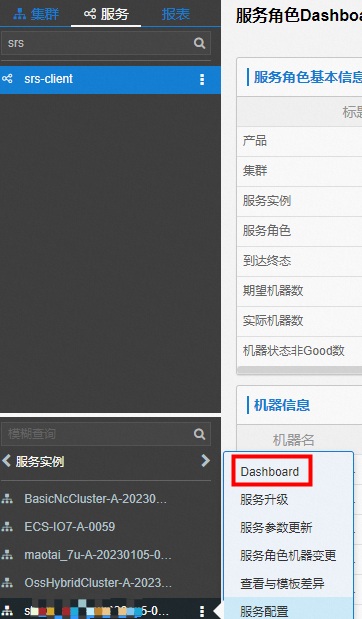 集群 服务 报表
srs
srs-client
模糊查询
服务实例
BasicNcCluster-A-20230...
ECS-IO7-A-0059
maotai_7u-A-20230105-0...
OssHybridCluster-A-2023...
服务角色Dashboa
服务角色基本信息
标题
产品
集群
服务实例
服务角色
到达终态
期望机器数
实际机器数
机器状态非Good数
机器信息
机器名
Dashboard
服务升级
服务参数更新
服务角色机器变更
查看与模板差异
服务配置